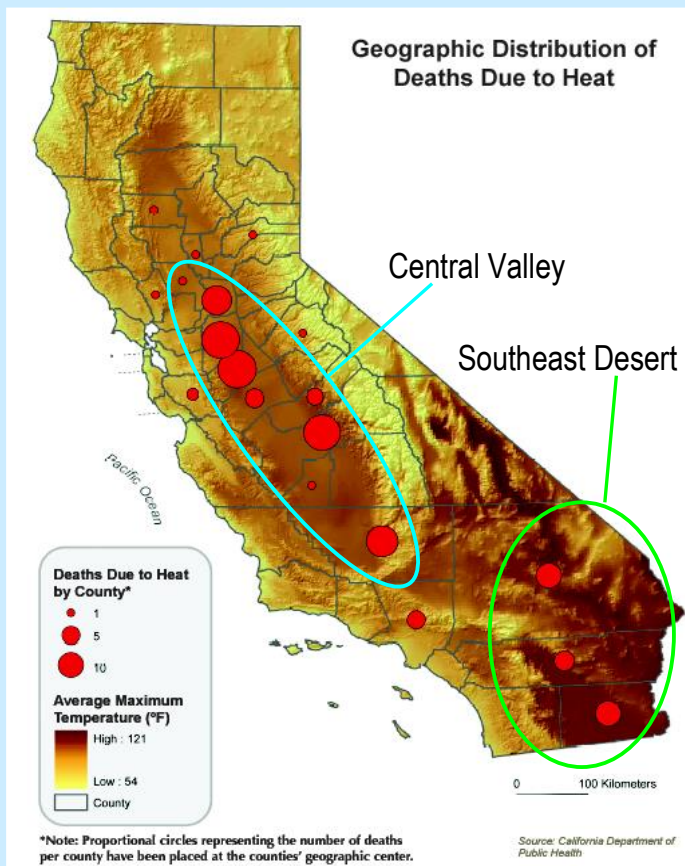 Geographic Distribution of
Deaths Due to Heat
Central Valley
Southeast Desert
Pacific Ocean
Deaths Due to Heat
by County*
1
5
10
Average Maximum
Temperature (°F)
High : 121
Low : 54
County
0 100 Kilometers
*Note: Proportional circles representing the number of deaths
per county have been placed at the counties' geographic center.
Source: California Department of
Public Health